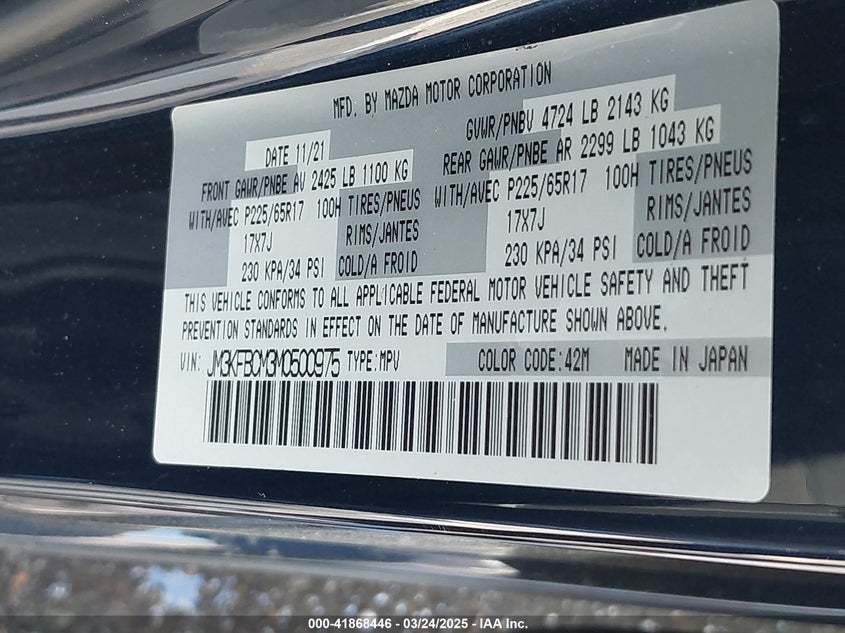 MFD. BY MAZDA MOTOR CORPORATION
DATE 11/21
GVWR/PNBV 4724 LB 2143 KG
FRONT GAWR/PNBE AV 2425 LB 1100 KG
REAR GAWR/PNBE AR 2299 LB 1043 KG
WITH/AVEC P225/65R17 100H TIRES/PNEUS
WITH/AVEC P225/65R17 100H TIRES/PNEUS
17X7J RIMS/JANTES
17X7J RIMS/JANTES
230 KPA/34 PSI COLD/A FROID
230 KPA/34 PSI COLD/A FROID
THIS VEHICLE CONFORMS TO ALL APPLICABLE FEDERAL MOTOR VEHICLE SAFETY AND THEFT
PREVENTION STANDARDS IN EFFECT ON THE DATE OF MANUFACTURE SHOWN ABOVE.
VIN: JM3KFBCM3M0500975 TYPE:MPV COLOR CODE:42M MADE IN JAPAN
000-41868446 - 03/24/2025 - IAA Inc.